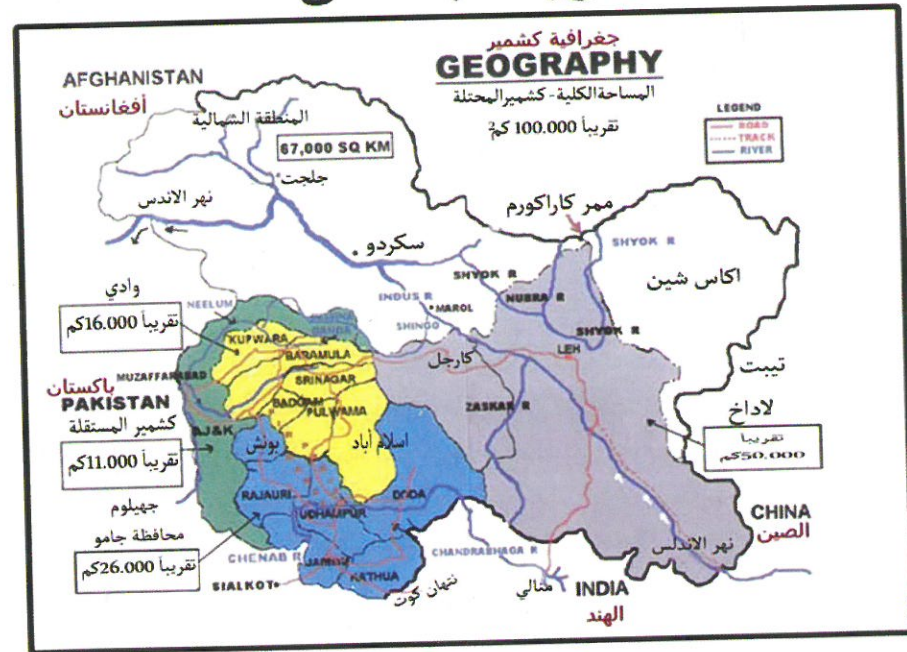 جغرافية كشمير
GEOGRAPHY
المساحة الكلية - كشمير المحتلة
تقريباً 100.000 كم2
LEGEND
ROAD
TRACK
RIVER
AFGHANISTAN
أفغانستان
المنطقة الشمالية
67,000 SQ KM
جلجت
نهر الاندس
سكردو
ممر كاراكورم
SHYOK R
SHYOK R
اكاس شين
NUBRA R
INDUS R
MAROL
SHINGO
SHYOK R
وادي
تقريباً 16.000كم
NEELUM
KUPWARA
BARAMULA
SRINAGAR
BADGAM
PULWAMA
كارجل
LEH
تيبت
لاداخ
تقريبا
50.000كم
MUZAFFARABAD
باكستان
PAKISTAN
كشمير المستقلة
تقريباً 11.000كم
AJ&K
بونش
اسلام أباد
ZASKAR R
RAJAURI
UDHAMPUR
DODA
جهيلوم
محافظة جامو
تقريباً 26.000كم
CHENAB R
JAMMU
KATHUA
SIALKOT
CHANDRABHAGA R
منالي
نهر الاندلس
CHINA
الصين
INDIA
الهند